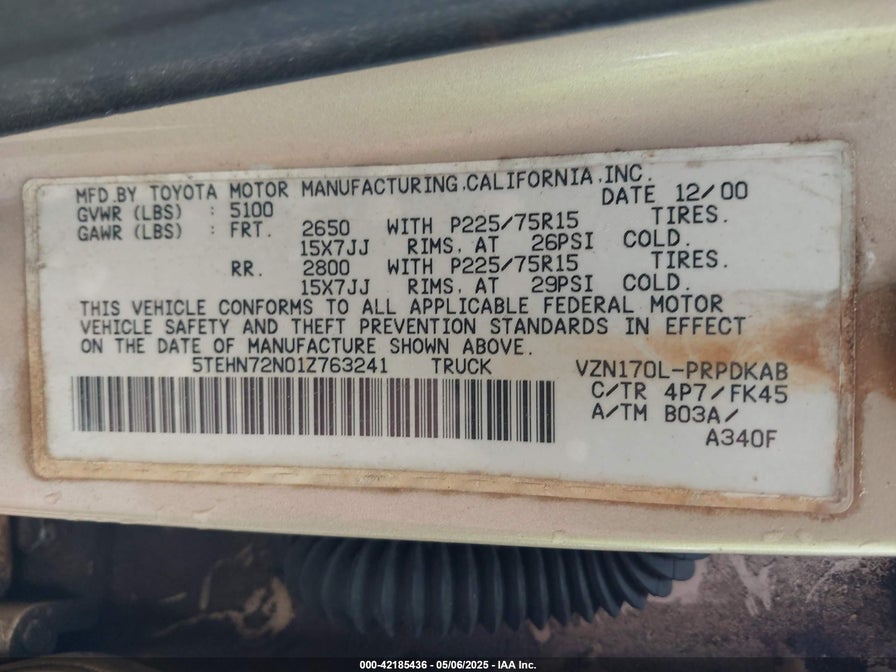 MFD.BY TOYOTA MOTOR MANUFACTURING,CALIFORNIA,INC.
DATE 12/00
GVWR (LBS) : 5100
GAWR (LBS) : FRT. 2650 WITH P225/75R15 TIRES.
15X7JJ RIMS, AT 26PSI COLD.
RR. 2800 WITH P225/75R15 TIRES.
15X7JJ RIMS, AT 29PSI COLD.
THIS VEHICLE CONFORMS TO ALL APPLICABLE FEDERAL MOTOR
VEHICLE SAFETY AND THEFT PREVENTION STANDARDS IN EFFECT
ON THE DATE OF MANUFACTURE SHOWN ABOVE.
5TEHN72N01Z763241 TRUCK VZN170L-PRPDKAB
C/TR 4P7/FK45
A/TM B03A/
A340F
000-42185436 - 05/06/2025 - IAA Inc.